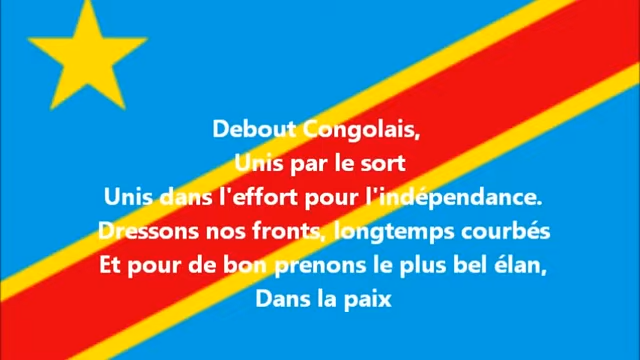 Debout Congolais,
Unis par le sort
Unis dans l'effort pour l'indépendance.
Dressons nos fronts, longtemps courbés
Et pour de bon prenons le plus bel élan,
Dans la paix